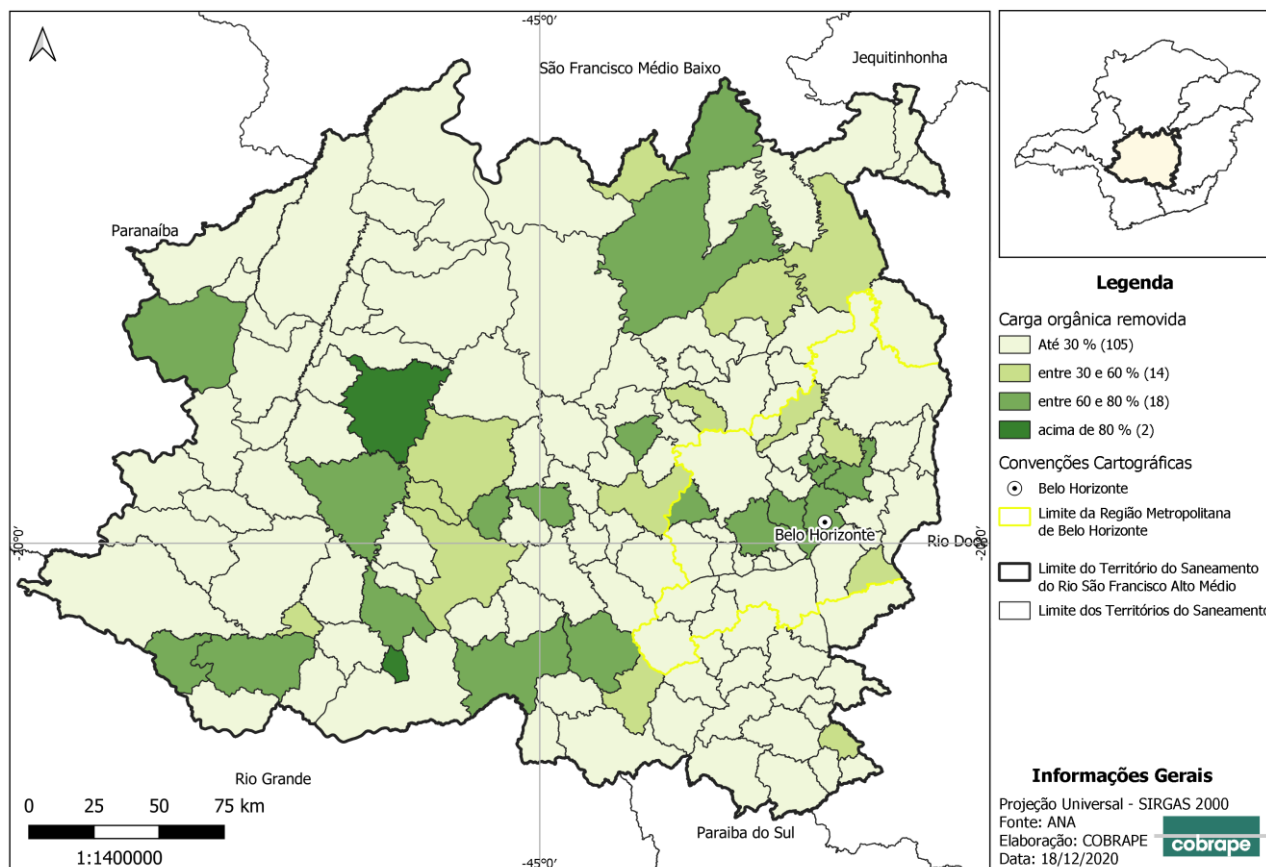 -45°0′
São Francisco Médio Baixo
Jequitinhonha
Paranaíba
Belo Horizonte
Rio Do
-20°0′
-20°0′
Rio Grande
0 25 50 75 km
1:1400000
Paraiba do Sul
-45°0′
Legenda
Carga orgânica removida
Até 30 % (105)
entre 30 e 60 % (14)
entre 60 e 80 % (18)
acima de 80 % (2)
Convenções Cartográficas
Belo Horizonte
Limite da Região Metropolitana
de Belo Horizonte
Limite do Território do Saneamento
do Rio São Francisco Alto Médio
Limite dos Territórios do Saneamento
Informações Gerais
Projeção Universal - SIRGAS 2000
Fonte: ANA
Elaboração: COBRAPE
Data: 18/12/2020
cobrape